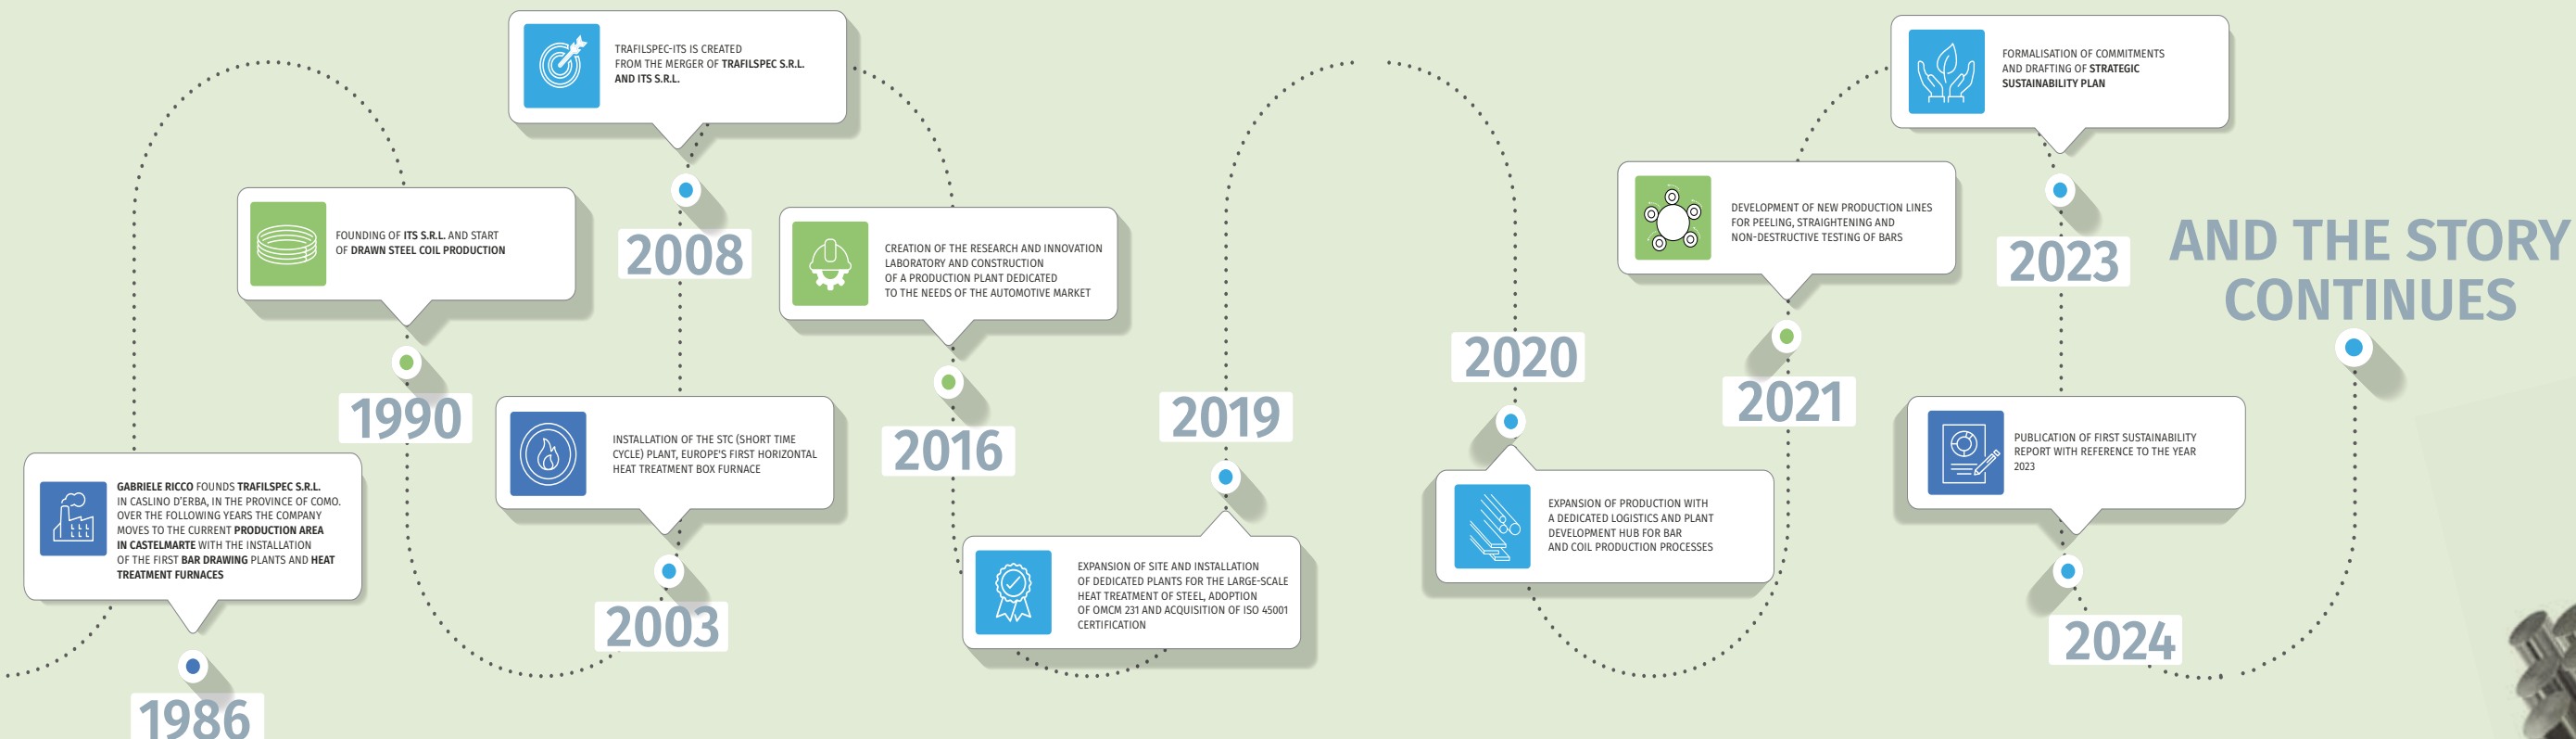 GABRIELE RICCO FOUNDS TRAFILSPEC S.R.L.
IN CASLINO D'ERBA, IN THE PROVINCE OF COMO.
OVER THE FOLLOWING YEARS THE COMPANY
MOVES TO THE CURRENT PRODUCTION AREA
IN CASTELMARTE WITH THE INSTALLATION
OF THE FIRST BAR DRAWING PLANTS AND HEAT
TREATMENT FURNACES
1986
FOUNDING OF ITS S.R.L. AND START
OF DRAWN STEEL COIL PRODUCTION
1990
INSTALLATION OF THE STC (SHORT TIME
CYCLE) PLANT, EUROPE'S FIRST HORIZONTAL
HEAT TREATMENT BOX FURNACE
2003
TRAFILSPEC-ITS IS CREATED
FROM THE MERGER OF TRAFILSPEC S.R.L.
AND ITS S.R.L.
2008
CREATION OF THE RESEARCH AND INNOVATION
LABORATORY AND CONSTRUCTION
OF A PRODUCTION PLANT DEDICATED
TO THE NEEDS OF THE AUTOMOTIVE MARKET
2016
2019
EXPANSION OF SITE AND INSTALLATION
OF DEDICATED PLANTS FOR THE LARGE-SCALE
HEAT TREATMENT OF STEEL, ADOPTION
OF OMCM 231 AND ACQUISITION OF ISO 45001
CERTIFICATION
2020
EXPANSION OF PRODUCTION WITH
A DEDICATED LOGISTICS AND PLANT
DEVELOPMENT HUB FOR BAR
AND COIL PRODUCTION PROCESSES
DEVELOPMENT OF NEW PRODUCTION LINES
FOR PEELING, STRAIGHTENING AND
NON-DESTRUCTIVE TESTING OF BARS
2021
FORMALISATION OF COMMITMENTS
AND DRAFTING OF STRATEGIC
SUSTAINABILITY PLAN
2023
PUBLICATION OF FIRST SUSTAINABILITY
REPORT WITH REFERENCE TO THE YEAR
2023
2024
AND THE STORY
CONTINUES